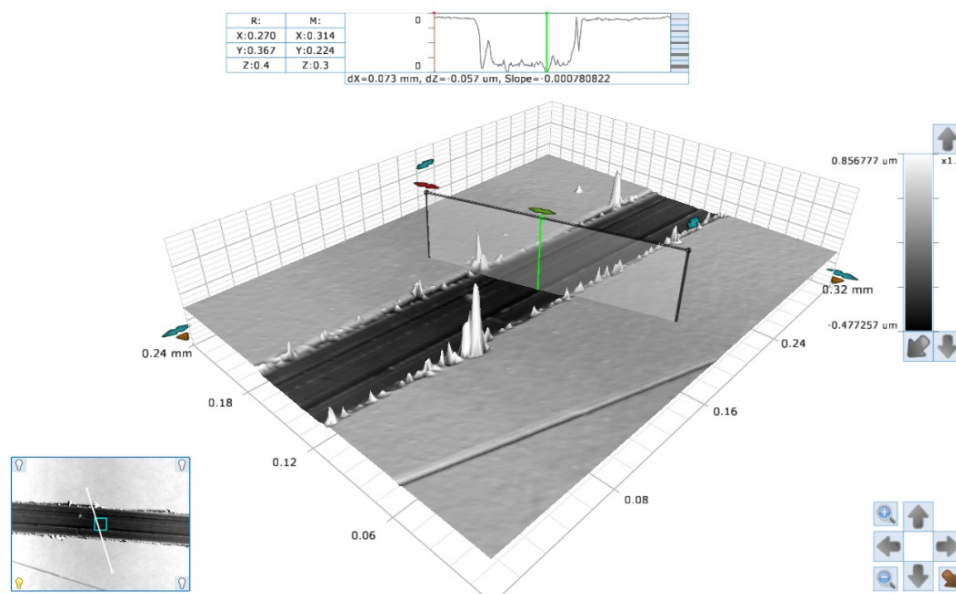 R: M:
X:0.270 X:0.314
Y:0.367 Y:0.224
Z:0.4 Z:0.3
0
0
dX=0.073 mm, dZ=-0.057 um, Slope=-0.000780822
0.856777 um
x1.
-0.477257 um
0.32 mm
0.24
0.16
0.08
0.24 mm
0.18
0.12
0.06